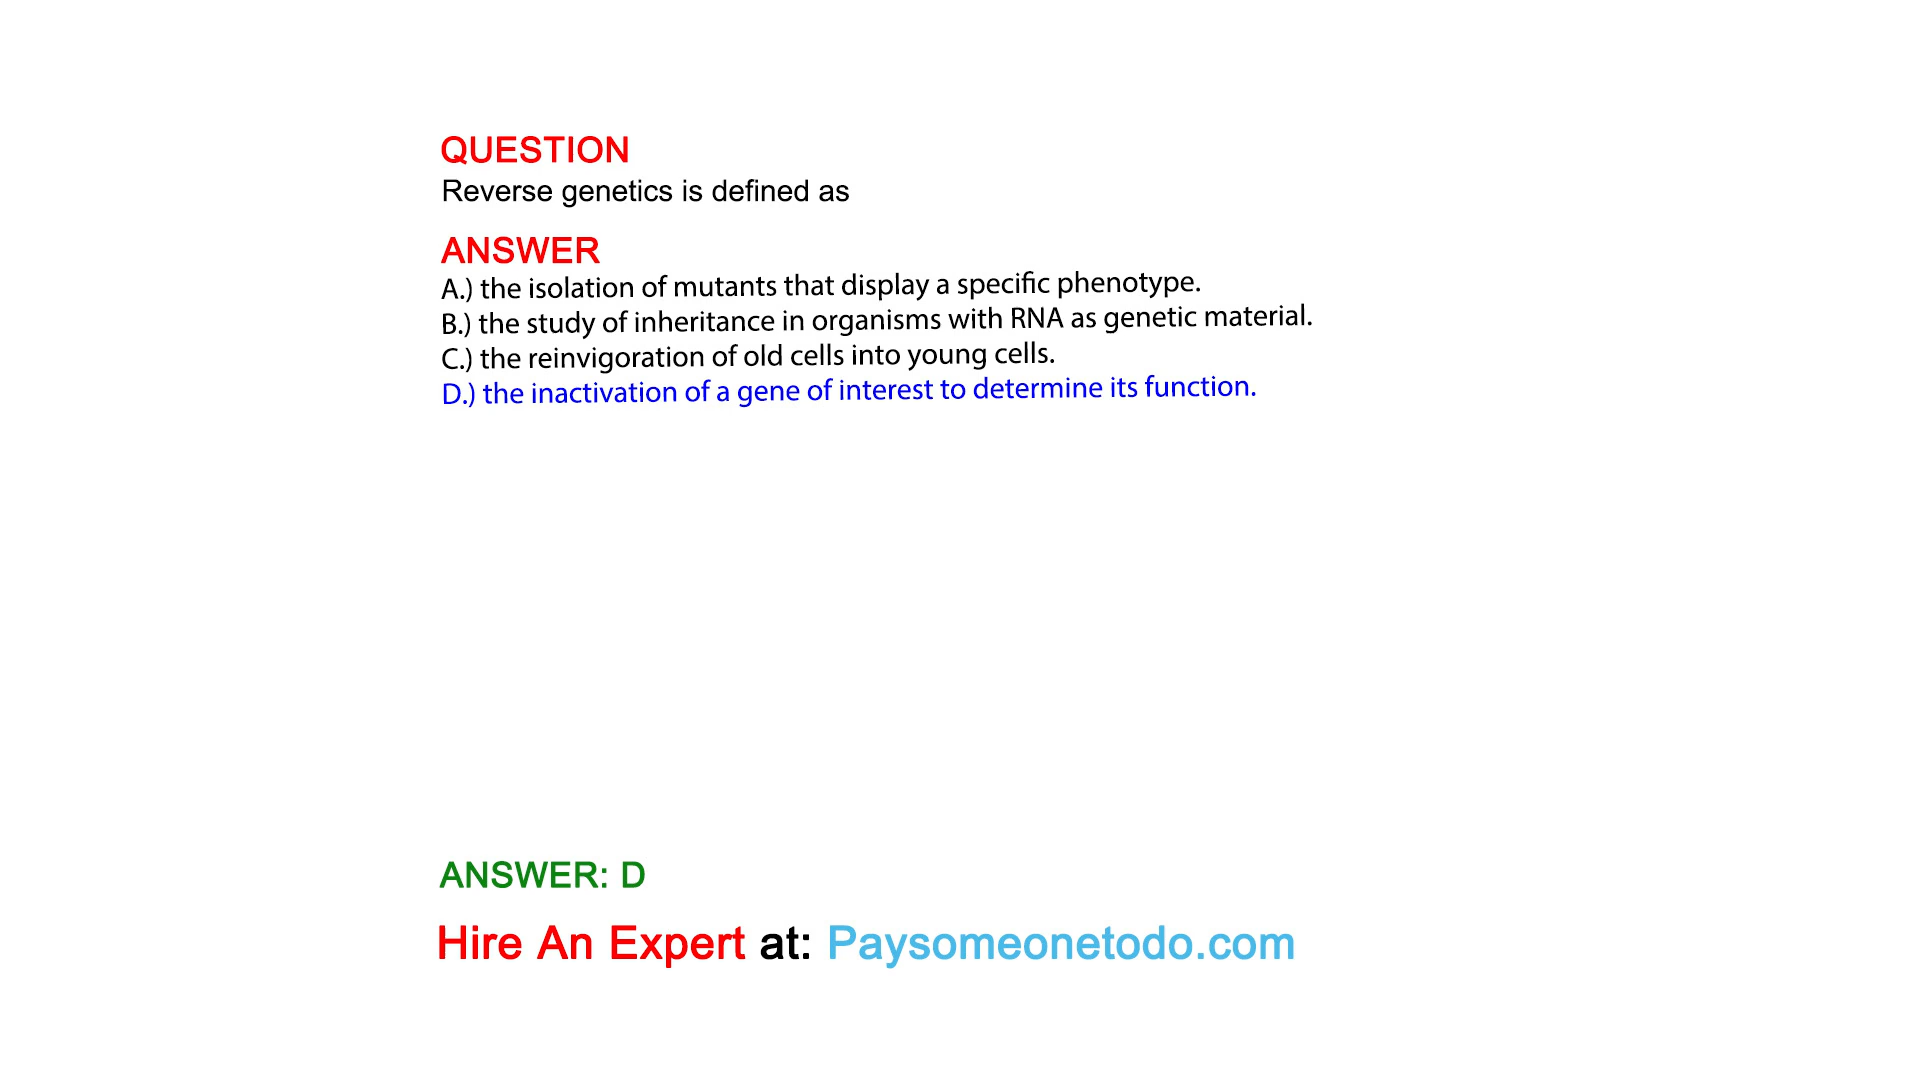 QUESTION
Reverse genetics is defined as
ANSWER
A.) the isolation of mutants that display a specific phenotype.
B.) the study of inheritance in organisms with RNA as genetic material.
C.) the reinvigoration of old cells into young cells.
D.) the inactivation of a gene of interest to determine its function.
ANSWER: D
Hire An Expert at: Paysomeonetodo.com